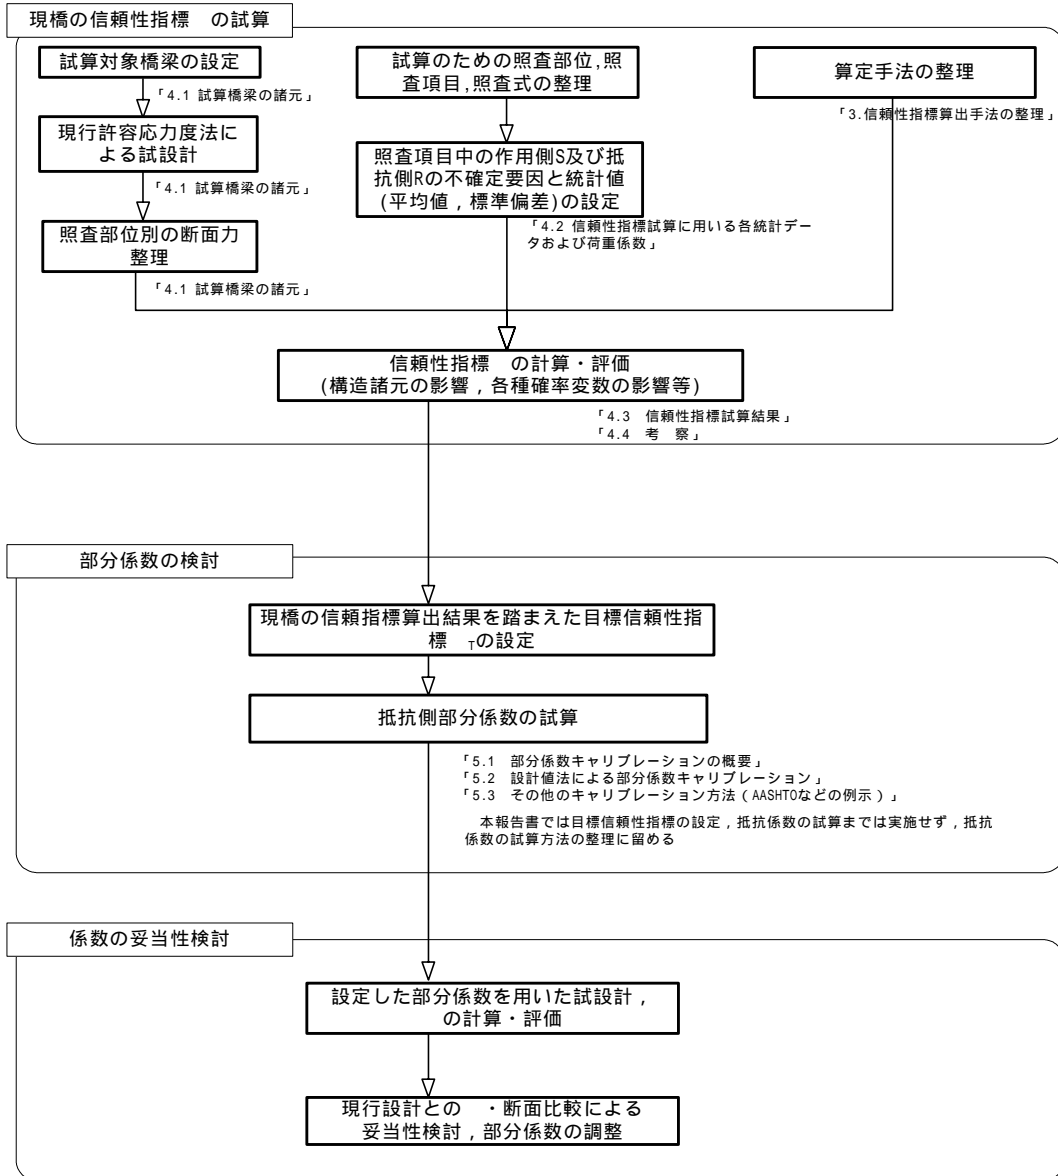 現橋の信頼性指標　の試算
試算対象橋梁の設定
「4.1 試算橋梁の諸元」
現行許容応力度法に
よる試設計
「4.1 試算橋梁の諸元」
照査部位別の断面力
整理
「4.1 試算橋梁の諸元」
試算のための照査部位,照
査項目,照査式の整理
照査項目中の作用側S及び抵
抗側Rの不確定要因と統計値
(平均値，標準偏差)の設定
「4.2 信頼性指標試算に用いる各統計デー
タおよび荷重係数」
算定手法の整理
「3.信頼性指標算出手法の整理」
信頼性指標　の計算・評価
(構造諸元の影響，各種確率変数の影響等)
「4.3　信頼性指標試算結果」
「4.4　考　察」
部分係数の検討
現橋の信頼指標算出結果を踏まえた目標信頼性指
標　Tの設定
抵抗側部分係数の試算
「5.1　部分係数キャリブレーションの概要」
「5.2　設計値法による部分係数キャリブレーション」
「5.3　その他のキャリブレーション方法（AASHTOなどの例示）」
本報告書では目標信頼性指標の設定，抵抗係数の試算までは実施せず，抵抗
係数の試算方法の整理に留める
係数の妥当性検討
設定した部分係数を用いた試設計，
の計算・評価
現行設計との　・断面比較による
妥当性検討，部分係数の調整